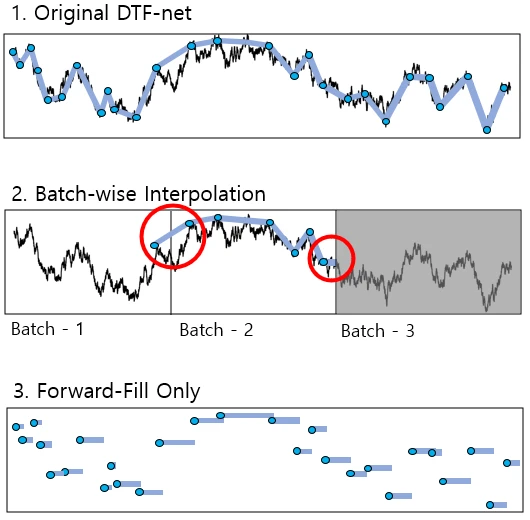 1. Original DTF-net
2. Batch-wise Interpolation
Batch - 1
Batch - 2
Batch - 3
3. Forward-Fill Only